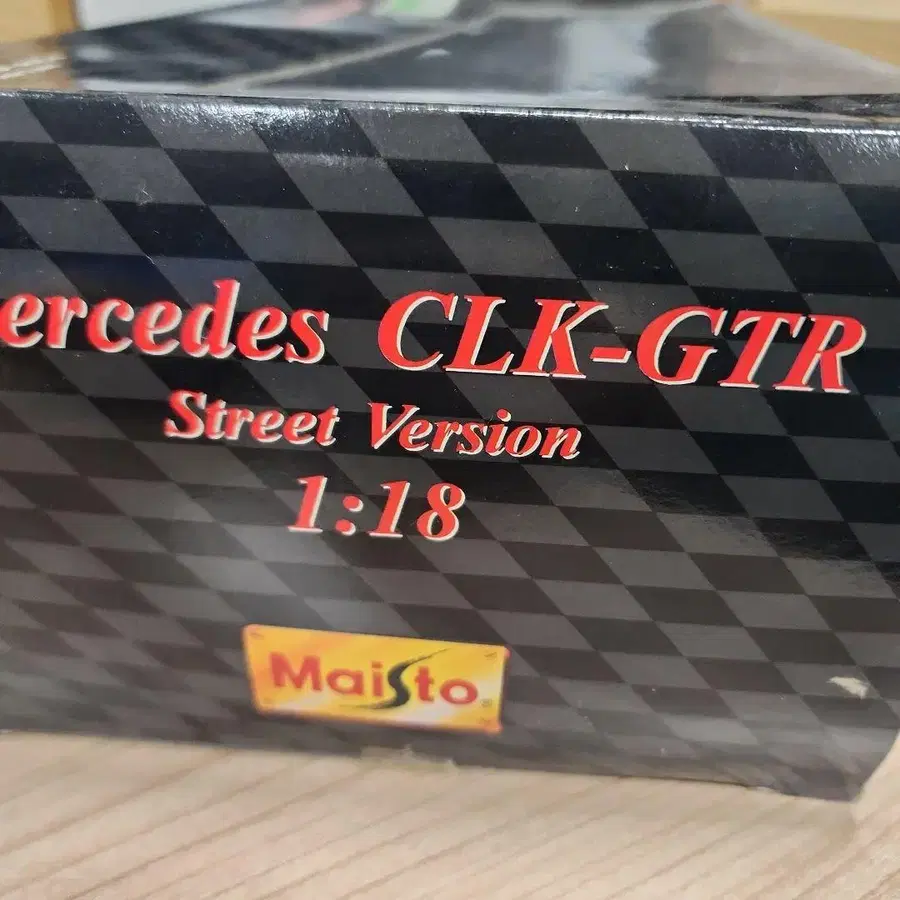 ercedes CLK-GTR
Street Version
1:18
Maisto